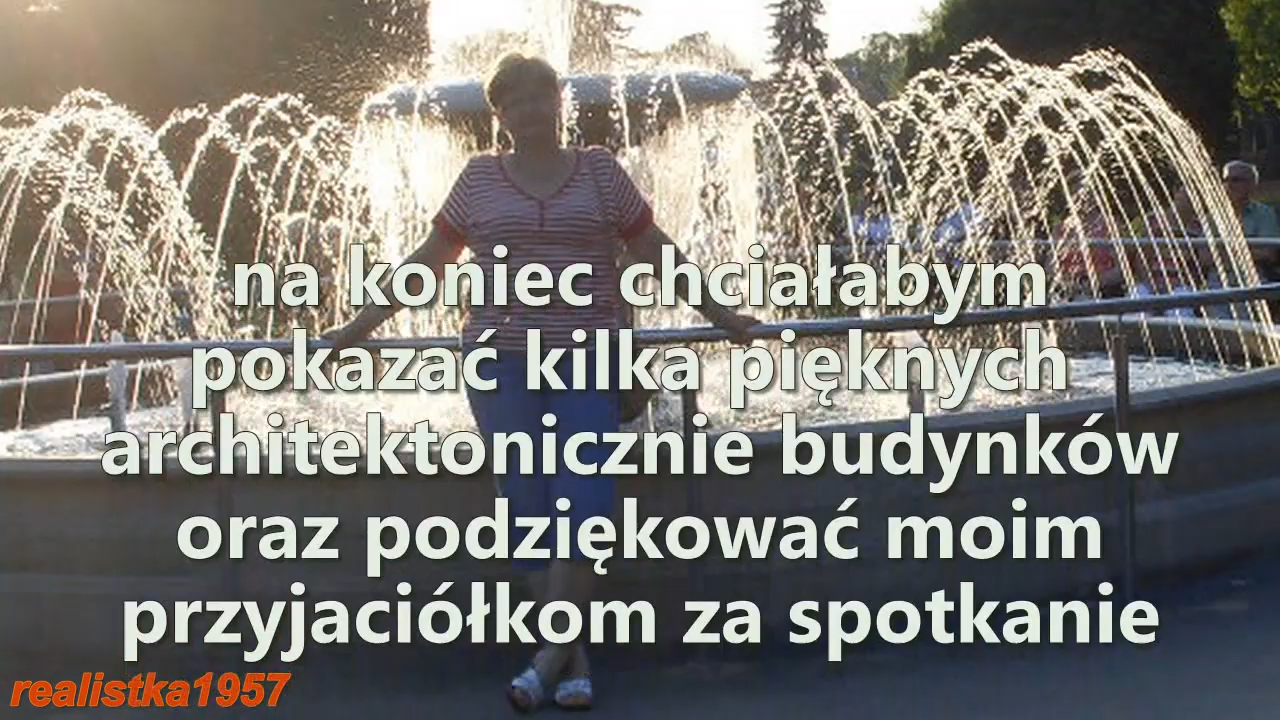 na koniec chciałabym
pokazać kilka pięknych
architektonicznie budynków
oraz podziękować moim
przyjaciółkom za spotkanie
realistka1957